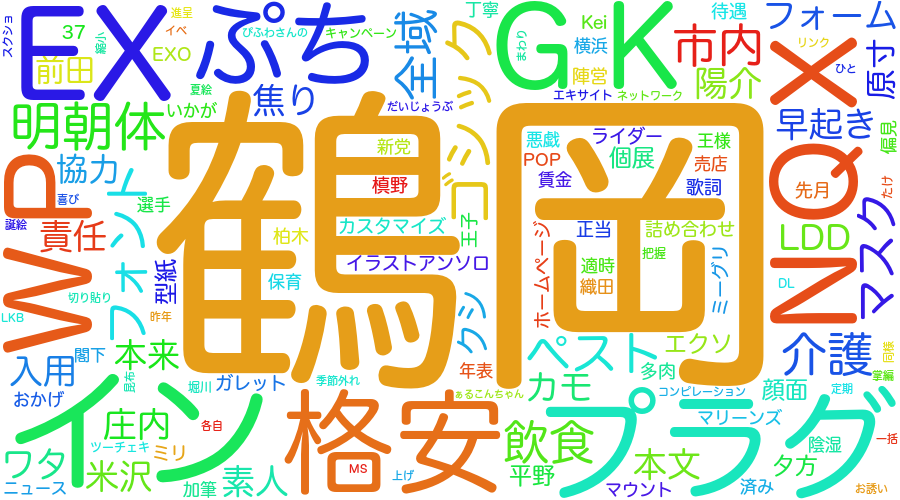 スクショ
EX
ぷち
進呈
イベ
縮小
37
EXO
前田
びふわさんの
キャンペーン
夏絵
全域
丁寧
GK
まわり
Kei
横浜
待遇
フォーム
リンク
ひと
市内
陣営
陽介
X
原寸
明朝体
いかが
焦り
だいじょうぶ
ゴシック
エキサイト
ネットワーク
早起き
偏見
鶴岡
新党
悪戯
ライダー
王様
POP
個展
売店
協力
WP
喜び
フォント
選手
槙野
賃金
歌詞
NQ
先月
たけ
誕絵
責任
柏木
カスタマイズ
王子
正当
詰め合わせ
LDD
マスク
型紙
イラストアンソロ
ホームページ
適時
把握
ミーグリ
保育
織田
DL
切り貼り
LKB
昨年
クシ
入用
閣下
本来
堀川
ガレット
季節外れ
年表
ペスト
エクソ
多肉
介護
同様
掌編
おかげ
昆布
カモ
ぁるこんちゃん
コンピレーション
顔面
定期
イン
庄内
各自
格安
プラグ
マリーンズ
ワタ
ツーチェキ
ミリ
飲食
本文
陰湿
一括
ニュース
米沢
加筆
素人
MS
上げ
平野
マウント
夕方
済み
お誘い